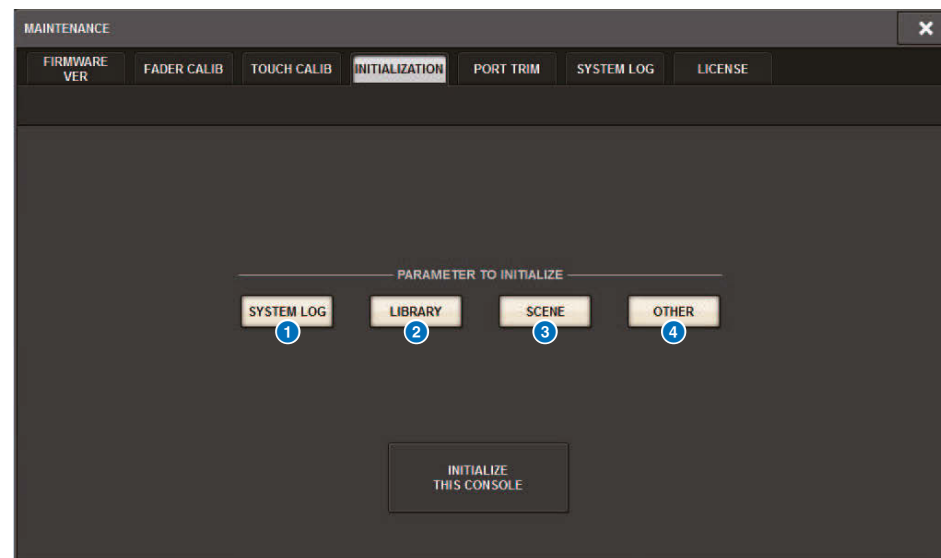 MAINTENANCE
FIRMWARE
VER
FADER CALIB
TOUCH CALIB
INITIALIZATION
PORT TRIM
SYSTEM LOG
LICENSE
PARAMETER TO INITIALIZE
SYSTEM LOG
LIBRARY
SCENE
OTHER
1
2
3
4
INITIALIZE
THIS CONSOLE